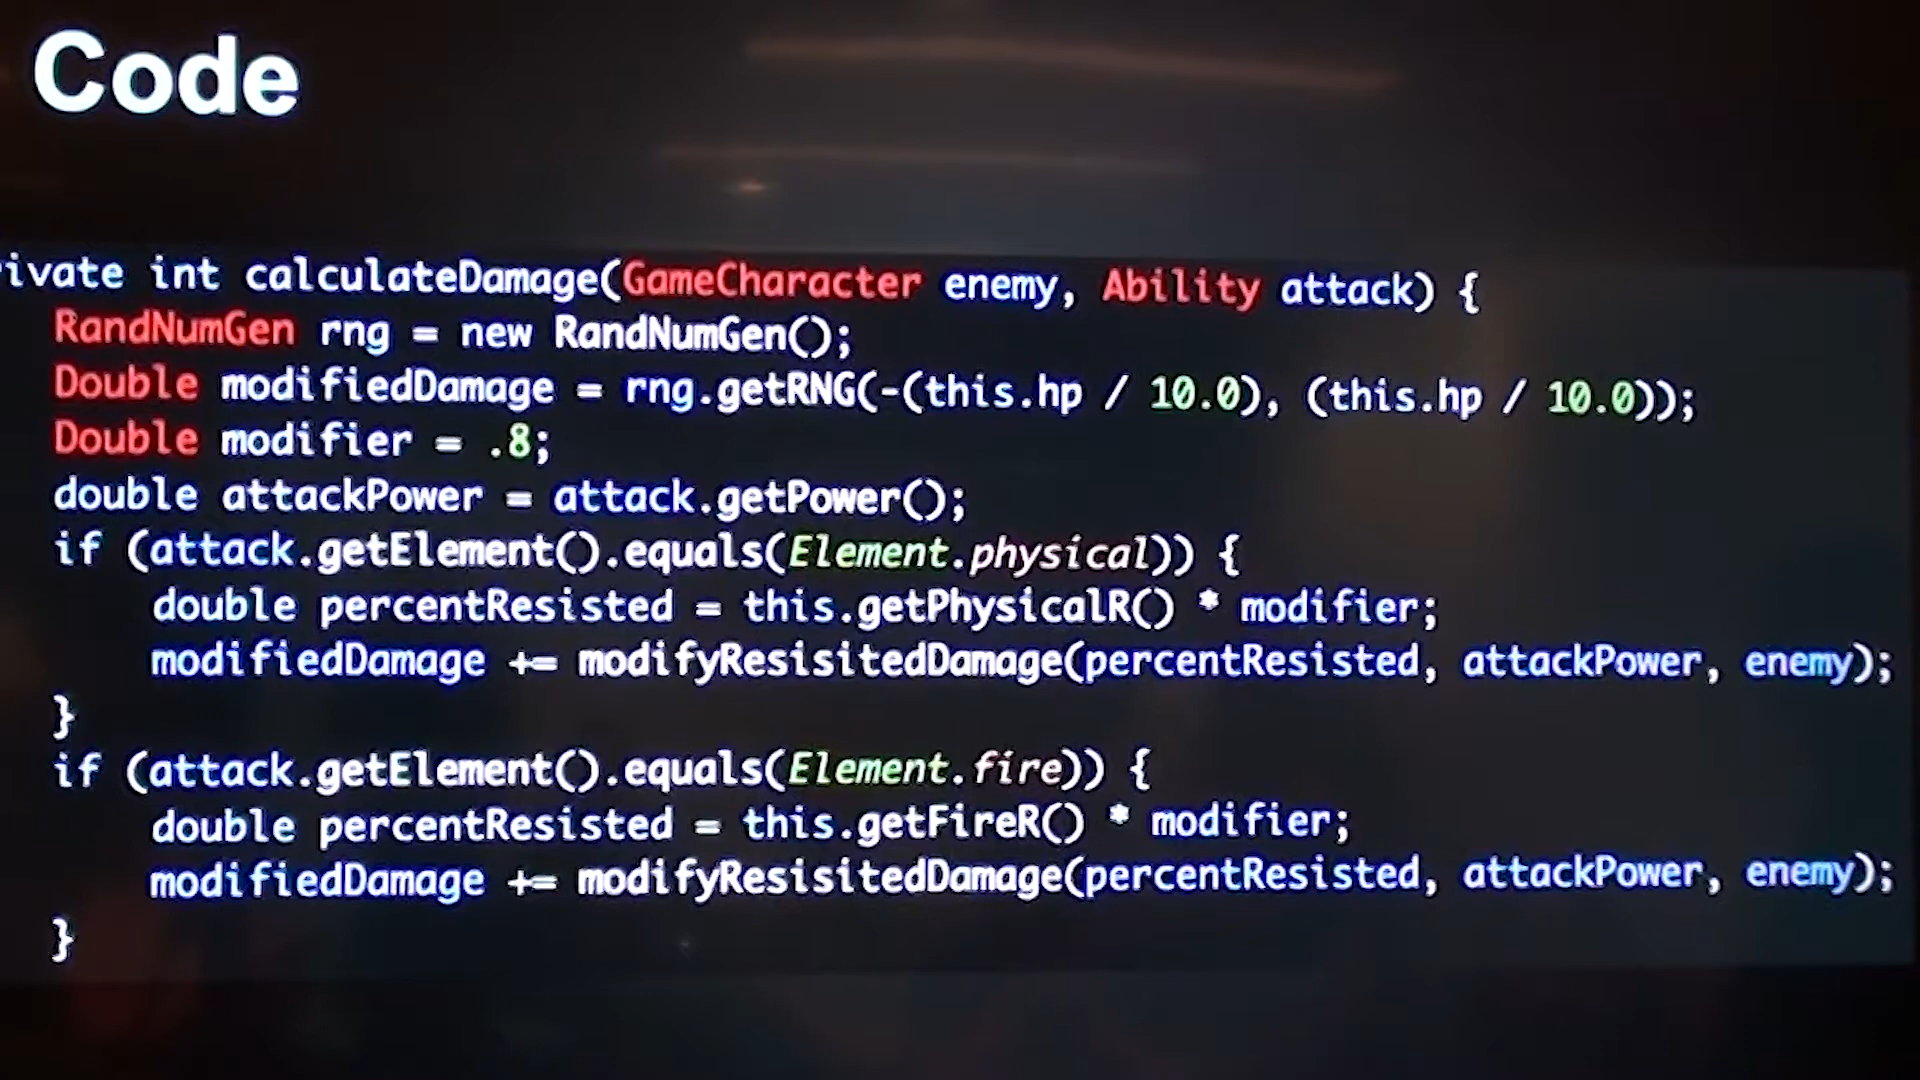 Code
rivate int calculateDamage(GameCharacter enemy, Ability attack) {
RandNumGen rng = new RandNumGen();
Double modifiedDamage = rng.getRNG(-(this.hp / 10.0), (this.hp / 10.0));
Double modifier = .8;
double attackPower = attack.getPower();
if (attack.getElement().equals(Element.physical)) {
double percentResisted = this.getPhysicalR() * modifier;
modifiedDamage += modifyResisitedDamage(percentResisted, attackPower, enemy);
}
if (attack.getElement().equals(Element.fire)) {
double percentResisted = this.getFireR() * modifier;
modifiedDamage += modifyResisitedDamage(percentResisted, attackPower, enemy);
}